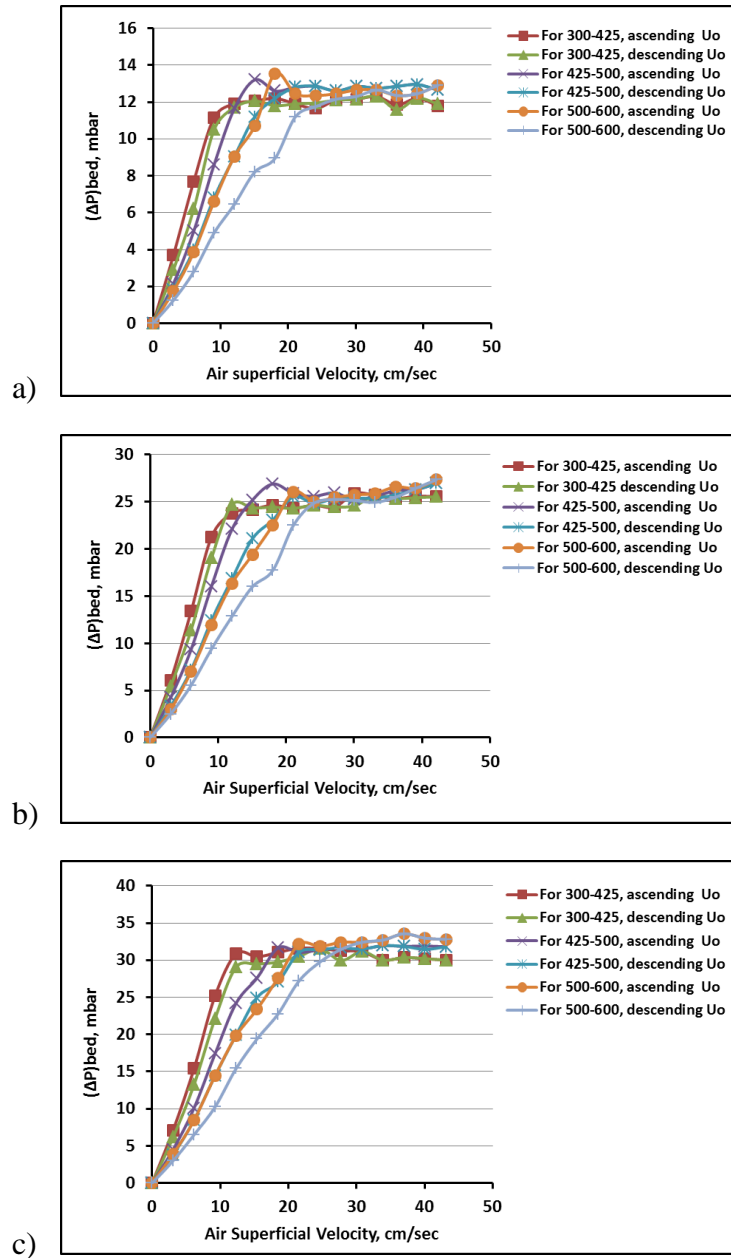 a)
16
14
12
10
8
6
4
2
0
(ΔP)bed, mbar
0 10 20 30 40 50
Air superficial Velocity, cm/sec
For 300-425, ascending Uo
For 300-425, descending Uo
For 425-500, ascending Uo
For 425-500, descending Uo
For 500-600, ascending Uo
For 500-600, descending Uo
b)
30
25
20
15
10
5
0
(ΔP)bed, mbar
0 10 20 30 40 50
Air Superficial Velocity, cm/sec
For 300-425, ascending Uo
For 300-425 descending Uo
For 425-500, ascending Uo
For 425-500, descending Uo
For 500-600, ascending Uo
For 500-600, descending Uo
c)
40
35
30
25
20
15
10
5
0
(ΔP)bed, mbar
0 10 20 30 40 50
Air Superficial Velocity, cm/sec
For 300-425, ascending Uo
For 300-425, descending Uo
For 425-500, ascending Uo
For 425-500, descending Uo
For 500-600, ascending Uo
For 500-600, descending Uo